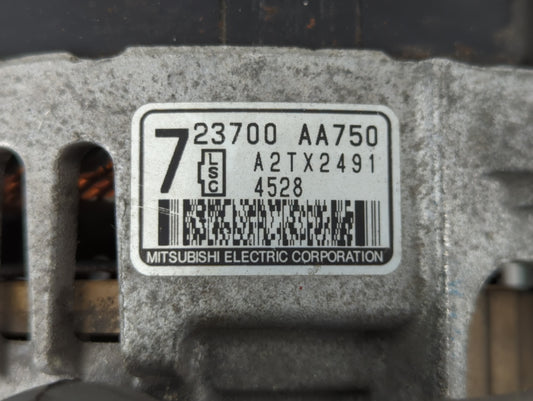 7 23700 AA750
LSC A2TX2491
4528
MITSUBISHI ELECTRIC CORPORATION